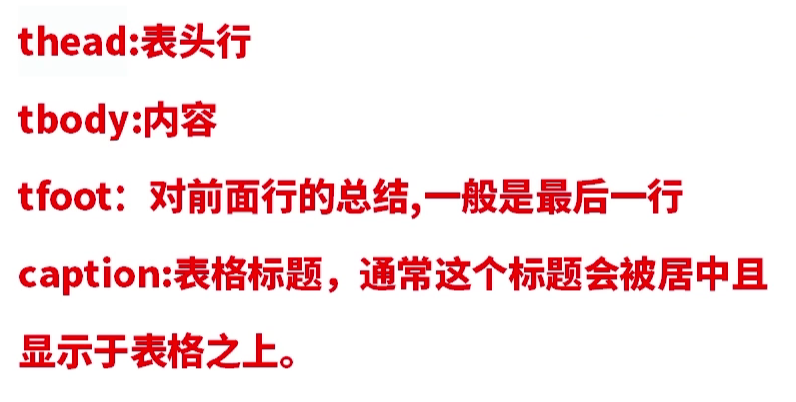 thead:表头行
tbody:内容
tfoot：对前面行的总结,一般是最后一行
caption:表格标题，通常这个标题会被居中且
显示于表格之上。